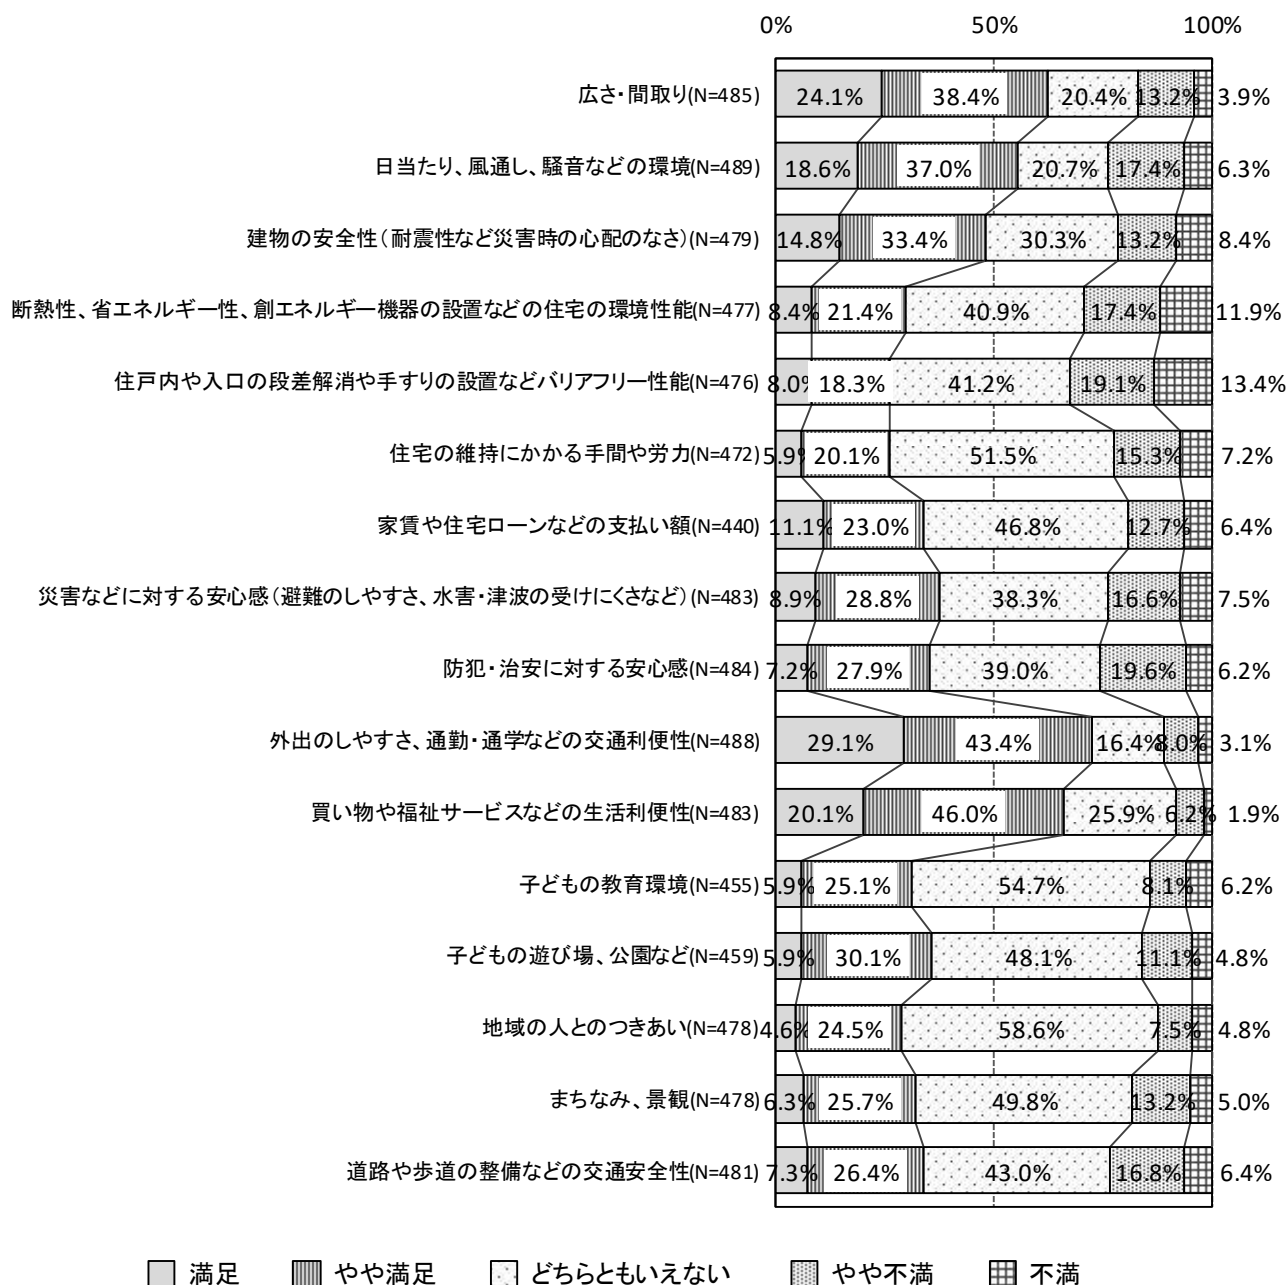 0% 50% 100%
広さ・間取り(N=485) 24.1% 38.4% 20.4% 13.2% 3.9%
日当たり、風通し、騒音などの環境(N=489) 18.6% 37.0% 20.7% 17.4% 6.3%
建物の安全性（耐震性など災害時の心配のなさ）(N=479) 14.8% 33.4% 30.3% 13.2% 8.4%
断熱性、省エネルギー性、創エネルギー機器の設置などの住宅の環境性能(N=477) 8.4% 21.4% 40.9% 17.4% 11.9%
住戸内や入口の段差解消や手すりの設置などバリアフリー性能(N=476) 8.0% 18.3% 41.2% 19.1% 13.4%
住宅の維持にかかる手間や労力(N=472) 5.9% 20.1% 51.5% 15.3% 7.2%
家賃や住宅ローンなどの支払い額(N=440) 11.1% 23.0% 46.8% 12.7% 6.4%
災害などに対する安心感（避難のしやすさ、水害・津波の受けにくさなど）(N=483) 8.9% 28.8% 38.3% 16.6% 7.5%
防犯・治安に対する安心感(N=484) 7.2% 27.9% 39.0% 19.6% 6.2%
外出のしやすさ、通勤・通学などの交通利便性(N=488) 29.1% 43.4% 16.4% 8.0% 3.1%
買い物や福祉サービスなどの生活利便性(N=483) 20.1% 46.0% 25.9% 6.2% 1.9%
子どもの教育環境(N=455) 5.9% 25.1% 54.7% 8.1% 6.2%
子どもの遊び場、公園など(N=459) 5.9% 30.1% 48.1% 11.1% 4.8%
地域の人とのつきあい(N=478) 4.6% 24.5% 58.6% 7.5% 4.8%
まちなみ、景観(N=478) 6.3% 25.7% 49.8% 13.2% 5.0%
道路や歩道の整備などの交通安全性(N=481) 7.3% 26.4% 43.0% 16.8% 6.4%
満足 やや満足 どちらともいえない やや不満 不満